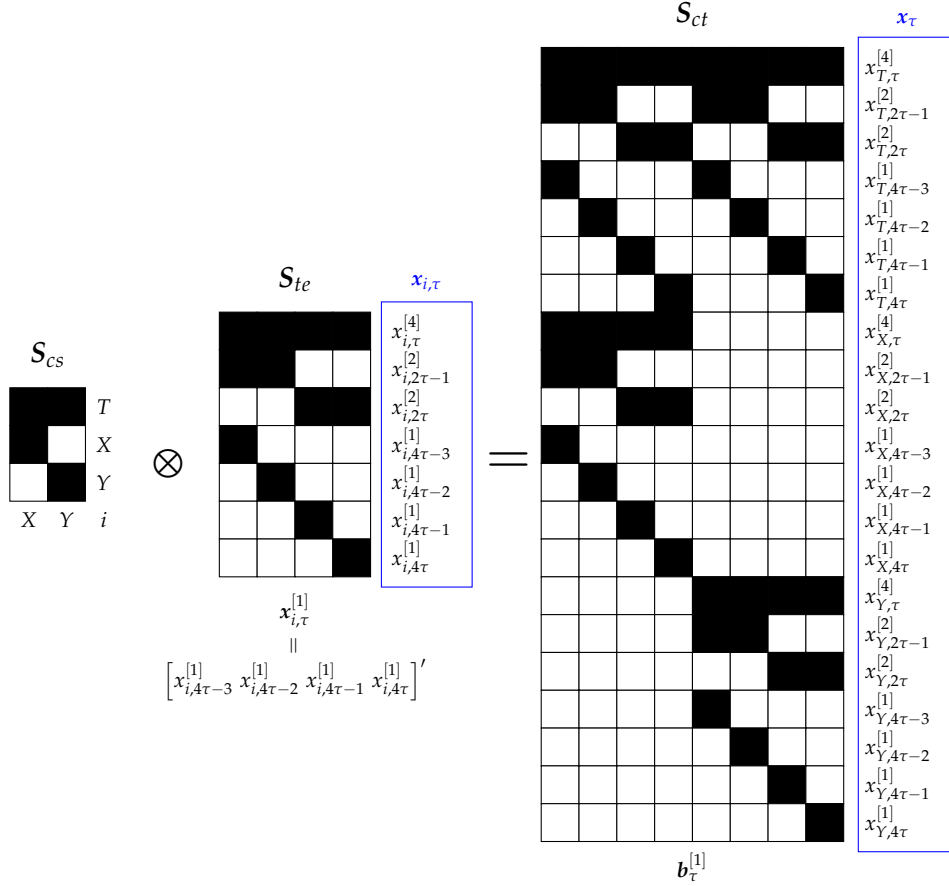 S_{ct}
x_τ
x_{T,τ}^{[4]}
x_{T,2τ−1}^{[2]}
x_{T,2τ}^{[2]}
x_{T,4τ−3}^{[1]}
x_{T,4τ−2}^{[1]}
x_{T,4τ−1}^{[1]}
x_{T,4τ}^{[1]}
x_{X,τ}^{[4]}
x_{X,2τ−1}^{[2]}
x_{X,2τ}^{[2]}
x_{X,4τ−3}^{[1]}
x_{X,4τ−2}^{[1]}
x_{X,4τ−1}^{[1]}
x_{X,4τ}^{[1]}
x_{Y,τ}^{[4]}
x_{Y,2τ−1}^{[2]}
x_{Y,2τ}^{[2]}
x_{Y,4τ−3}^{[1]}
x_{Y,4τ−2}^{[1]}
x_{Y,4τ−1}^{[1]}
x_{Y,4τ}^{[1]}
b_τ^{[1]}
S_{te}
x_{i,τ}
x_{i,τ}^{[4]}
x_{i,2τ−1}^{[2]}
x_{i,2τ}^{[2]}
x_{i,4τ−3}^{[1]}
x_{i,4τ−2}^{[1]}
x_{i,4τ−1}^{[1]}
x_{i,4τ}^{[1]}
x_{i,τ}^{[1]}
=
[x_{i,4τ−3}^{[1]} x_{i,4τ−2}^{[1]} x_{i,4τ−1}^{[1]} x_{i,4τ}^{[1]}]′
S_{cs}
T
X
Y
X Y i
⊗
=